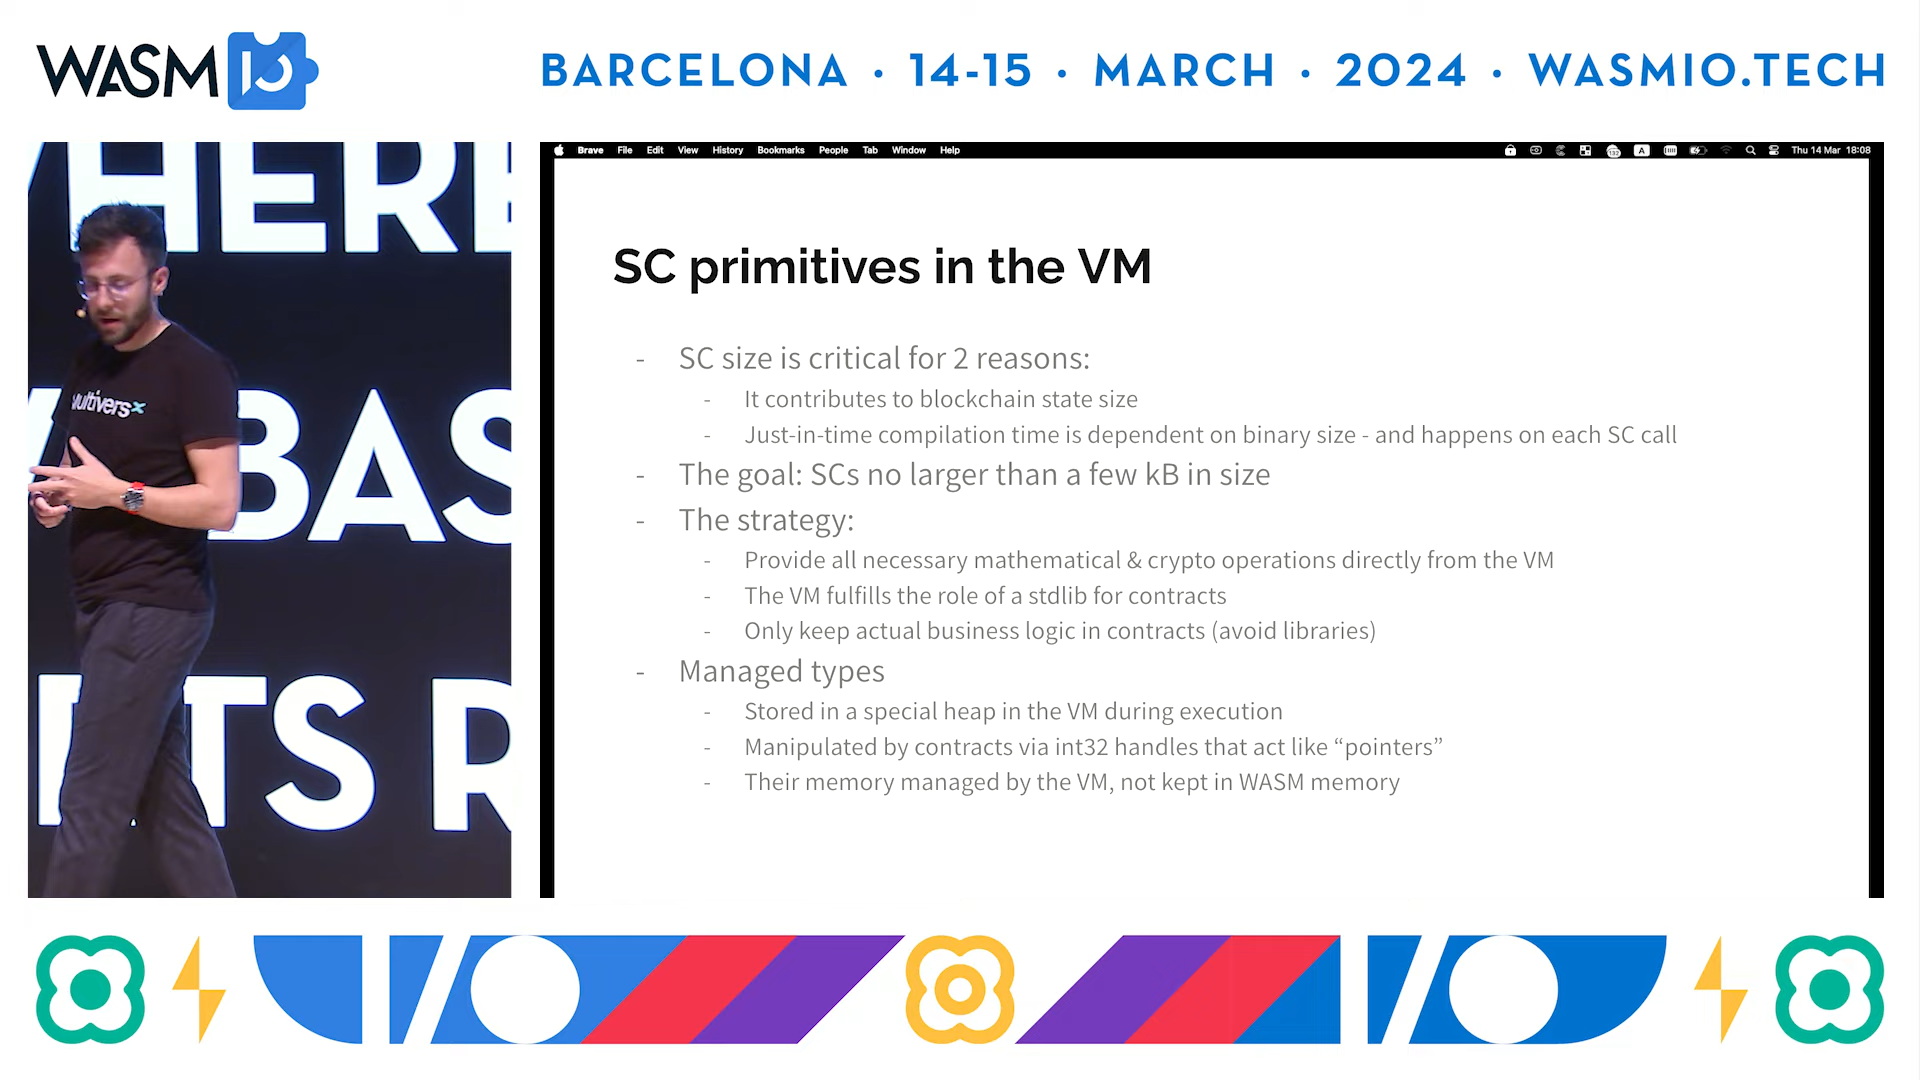 WASM IO
BARCELONA · 14-15 · MARCH · 2024 · WASMIO.TECH
HERE
BAS
TS R
MultiversX
Brave File Edit View History Bookmarks People Tab Window Help
A
Thu 14 Mar 18:08
SC primitives in the VM
- SC size is critical for 2 reasons:
- It contributes to blockchain state size
- Just-in-time compilation time is dependent on binary size - and happens on each SC call
- The goal: SCs no larger than a few kB in size
- The strategy:
- Provide all necessary mathematical & crypto operations directly from the VM
- The VM fulfills the role of a stdlib for contracts
- Only keep actual business logic in contracts (avoid libraries)
- Managed types
- Stored in a special heap in the VM during execution
- Manipulated by contracts via int32 handles that act like “pointers”
- Their memory managed by the VM, not kept in WASM memory
I/O
I/O